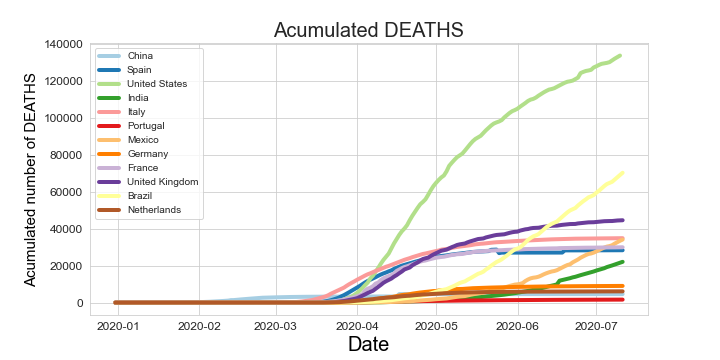 Acumulated DEATHS
Acumulated number of DEATHS
140000
120000
100000
80000
60000
40000
20000
0
China
Spain
United States
India
Italy
Portugal
Mexico
Germany
France
United Kingdom
Brazil
Netherlands
2020-01 2020-02 2020-03 2020-04 2020-05 2020-06 2020-07
Date